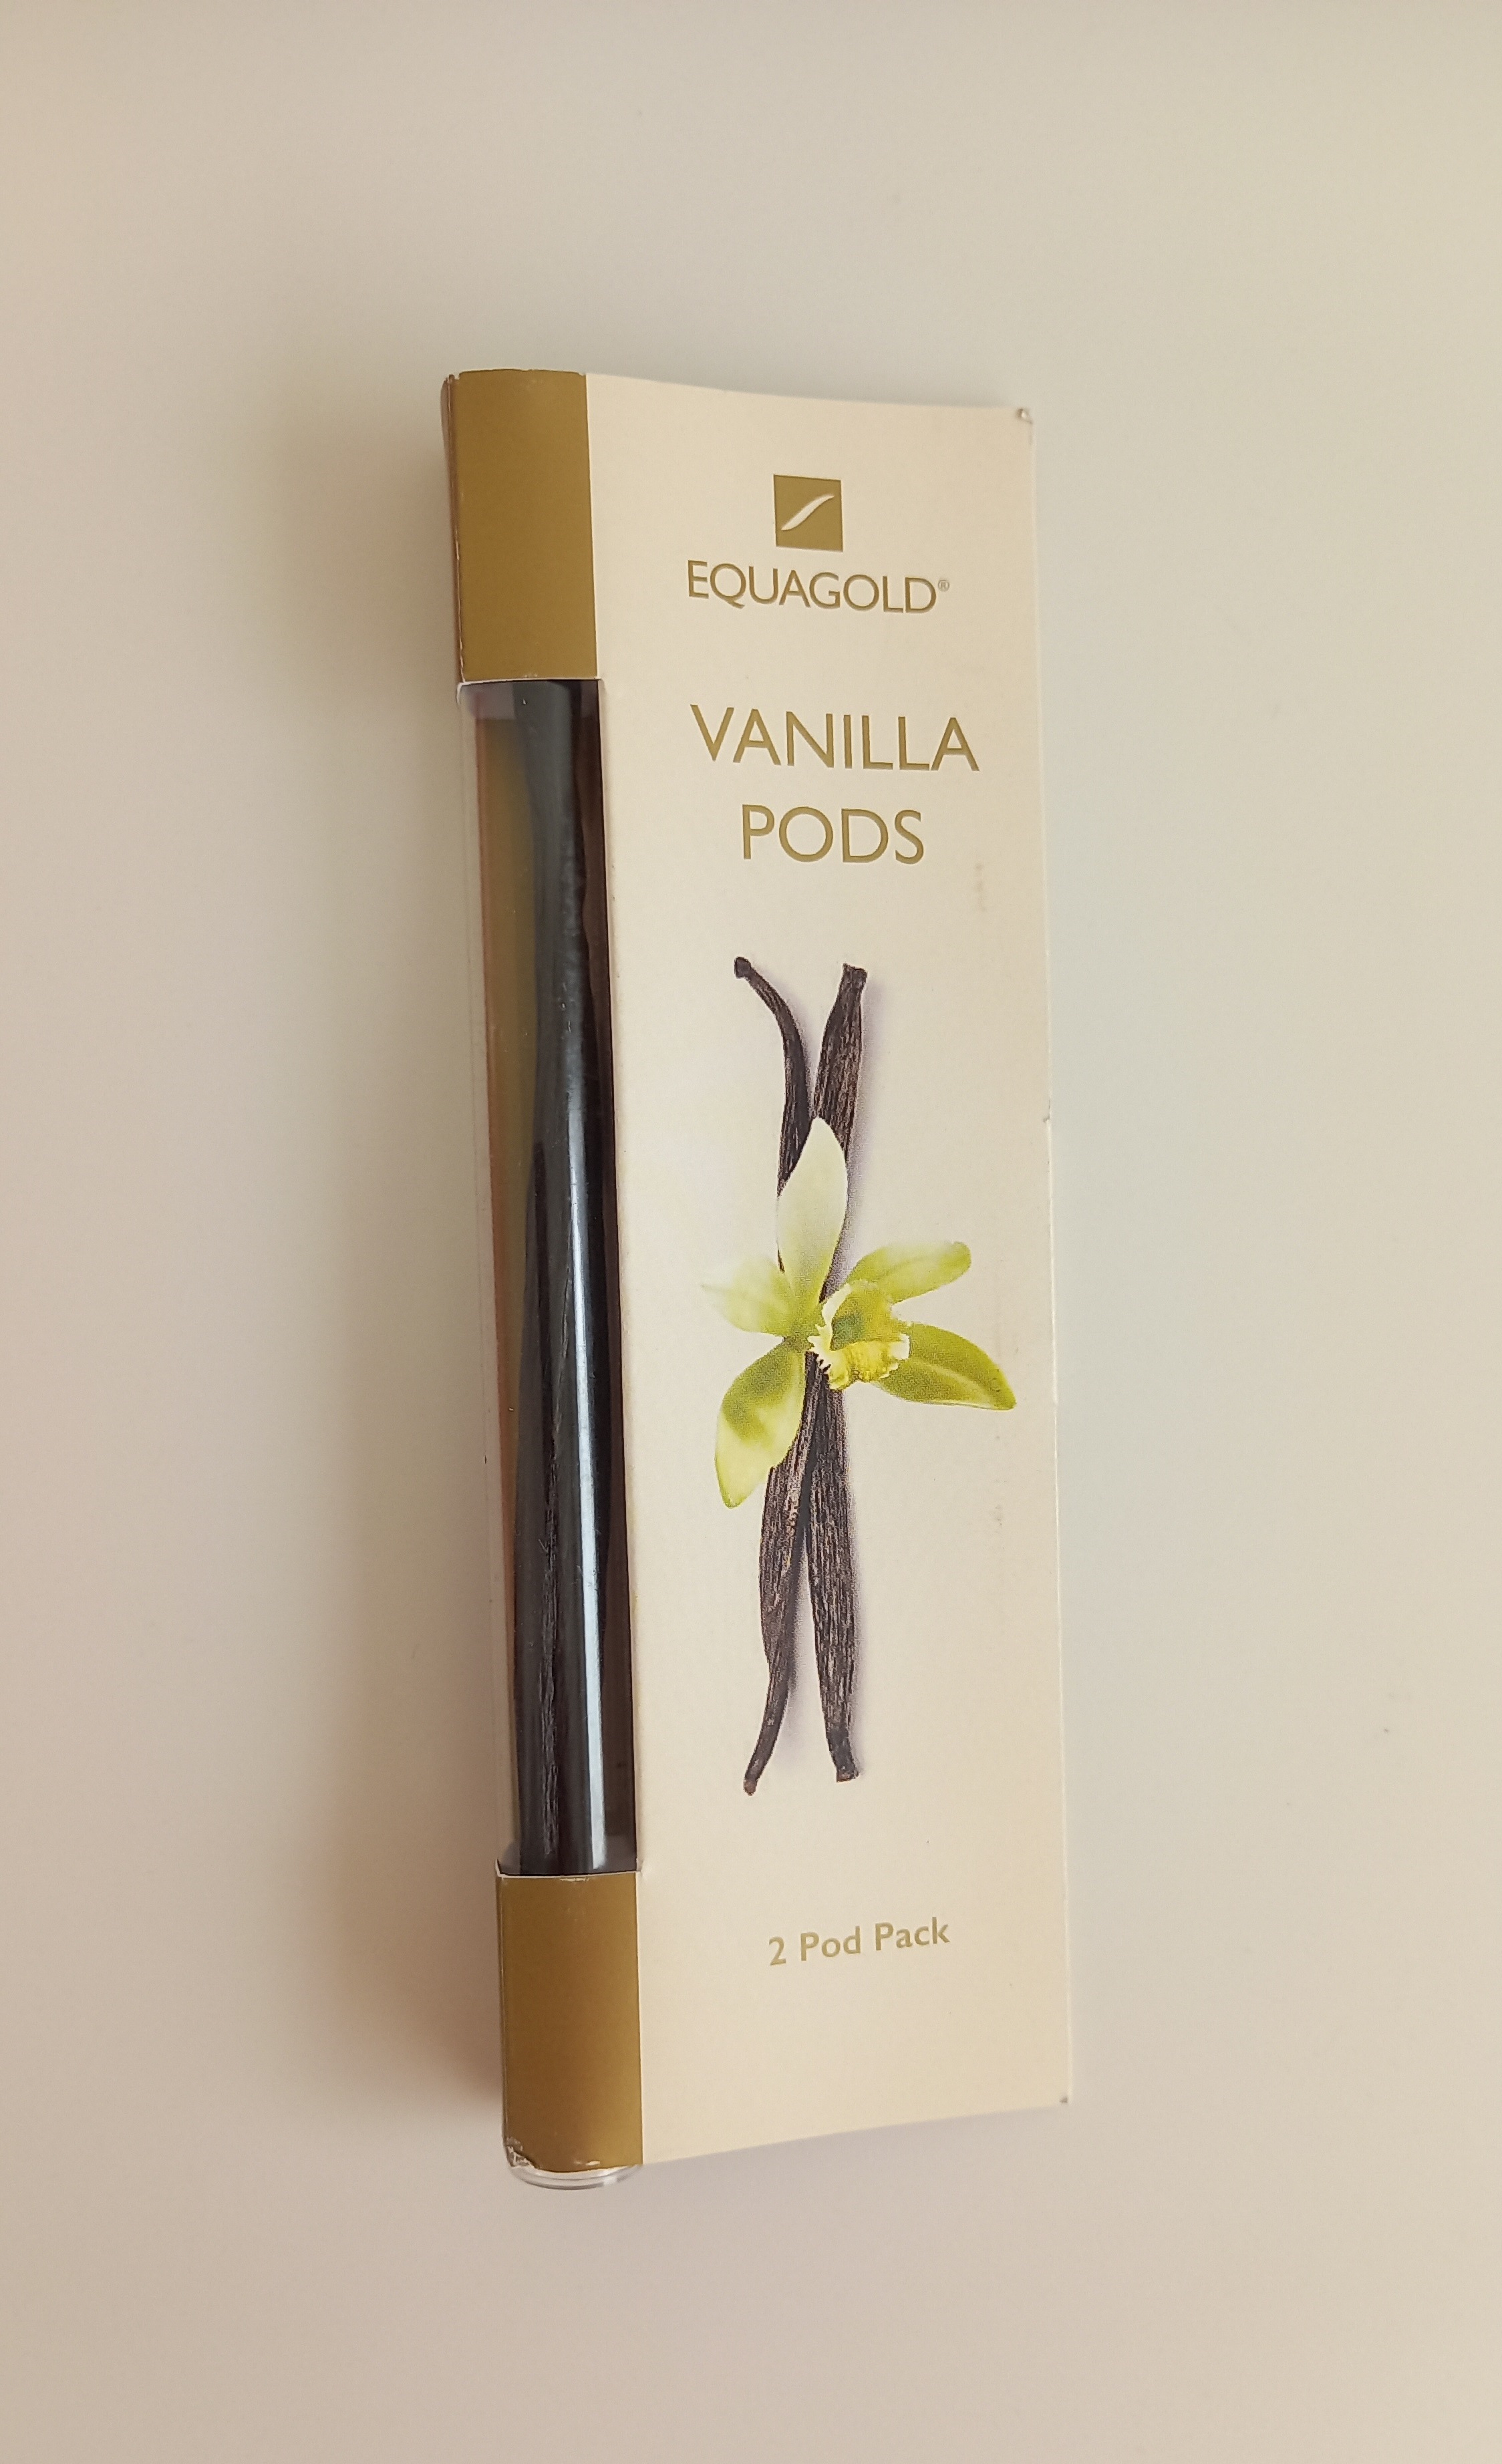 EQUAGOLD®
VANILLA
PODS
2 Pod Pack